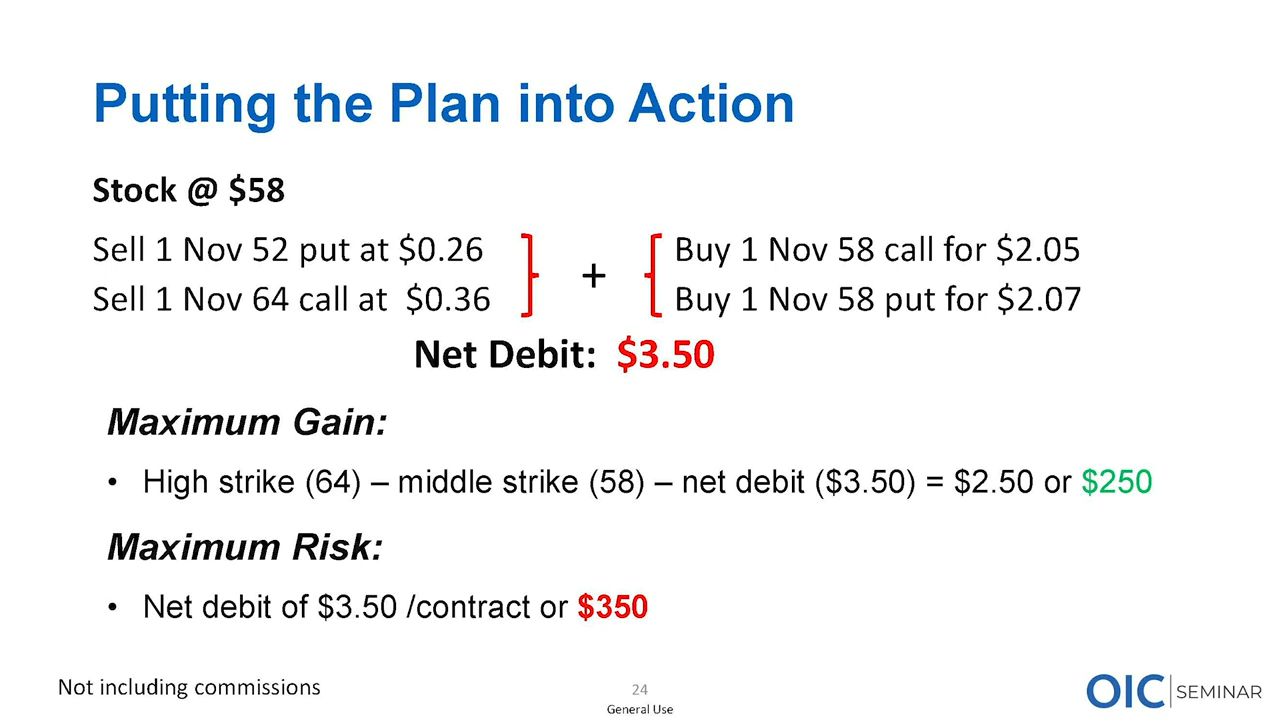 Putting the Plan into Action
Stock @ $58
Sell 1 Nov 52 put at $0.26
Sell 1 Nov 64 call at $0.36
+
Buy 1 Nov 58 call for $2.05
Buy 1 Nov 58 put for $2.07
Net Debit: $3.50
Maximum Gain:
• High strike (64) – middle strike (58) – net debit ($3.50) = $2.50 or $250
Maximum Risk:
• Net debit of $3.50 /contract or $350
Not including commissions
24
General Use
OIC SEMINAR